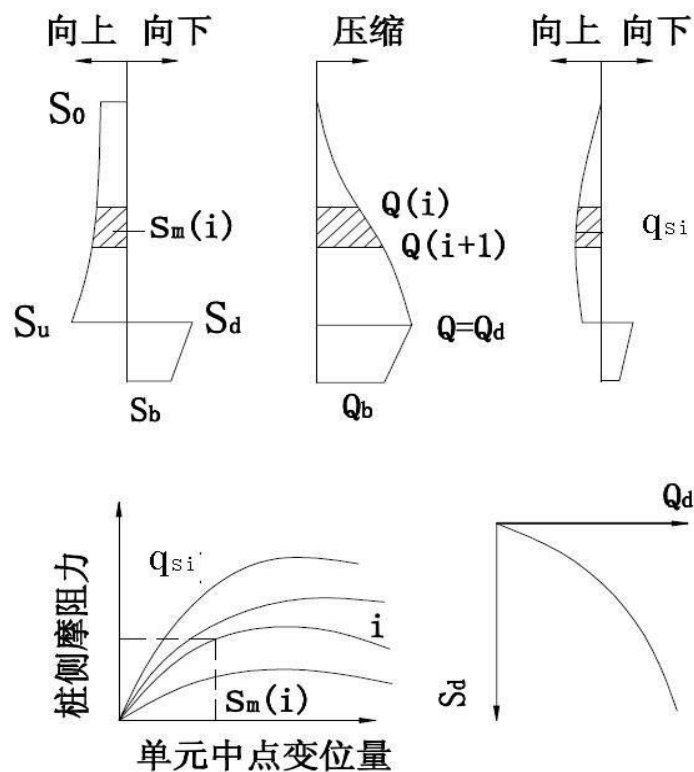 向上 向下
压缩
向上 向下
S0
Sm(i)
Q(i)
Q(i+1)
qsi
Su
Sd
Q=Qd
Sb
Qb
桩侧摩阻力
qsi
i
Sm(i)
单元中点变位量
Qd
Sd